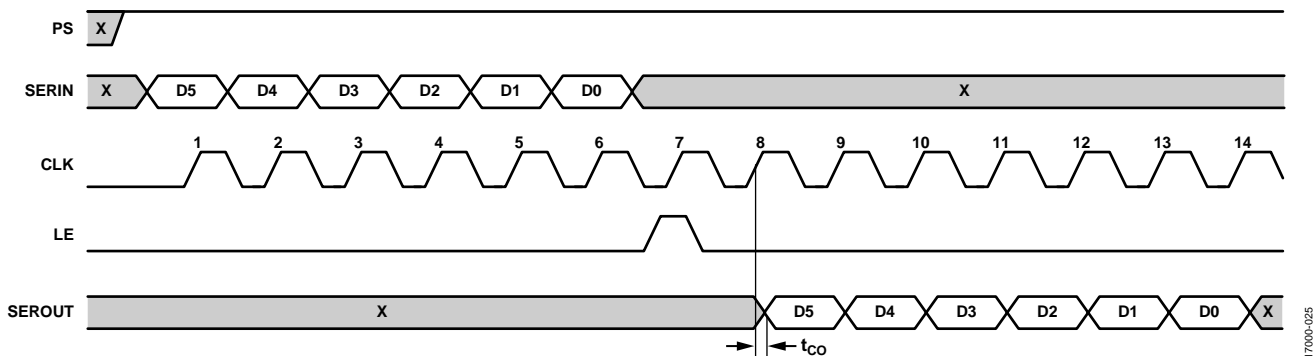 PS X
SERIN X D5 D4 D3 D2 D1 D0 X
1 2 3 4 5 6 7 8 9 10 11 12 13 14
CLK
LE
SEROUT X D5 D4 D3 D2 D1 D0 X
tCO
17000-025